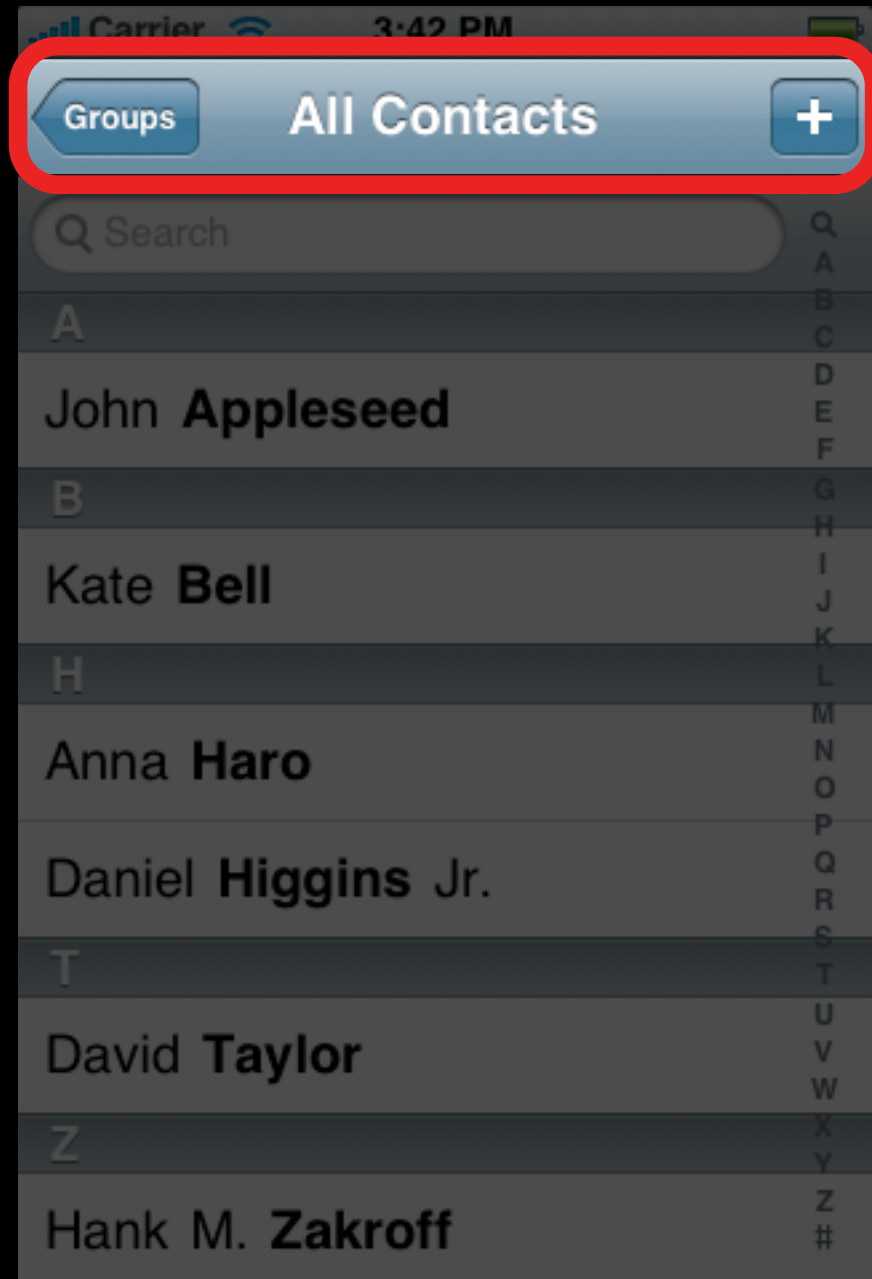 Carrier 3:42 PM
Groups All Contacts +
Search
A
John Appleseed
B
Kate Bell
H
Anna Haro
Daniel Higgins Jr.
T
David Taylor
Z
Hank M. Zakroff
A
B
C
D
E
F
G
H
I
J
K
L
M
N
O
P
Q
R
S
T
U
V
W
X
Y
Z
#